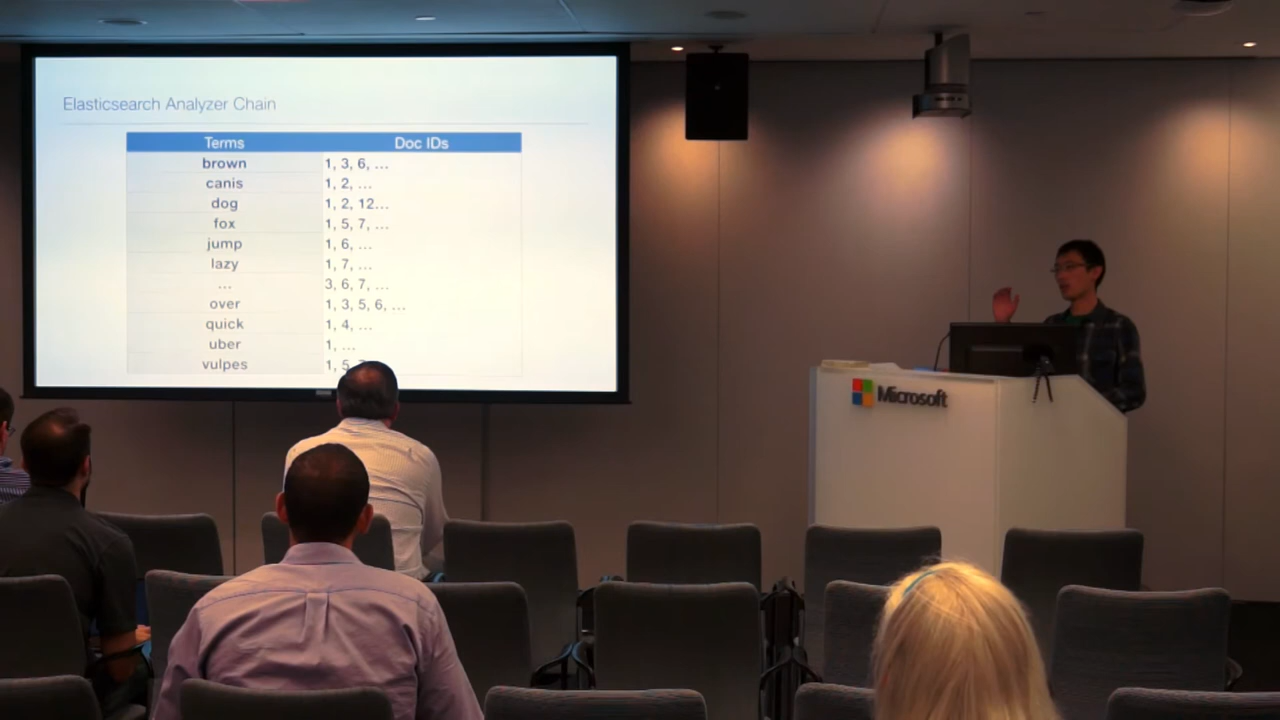 Elasticsearch Analyzer Chain
Terms Doc IDs
brown 1, 3, 6, ...
canis 1, 2, ...
dog 1, 2, 12...
fox 1, 5, 7, ...
jump 1, 6, ...
lazy 1, 7, ...
... 3, 6, 7, ...
over 1, 3, 5, 6, ...
quick 1, 4, ...
uber 1, ...
vulpes 1, 5,
Microsoft